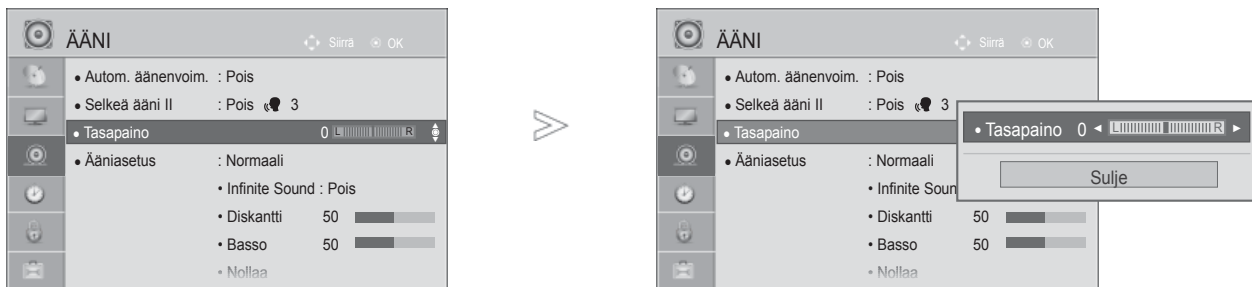 ÄÄNI
Siirrä OK
• Autom. äänenvoim. : Pois
• Selkeä ääni II : Pois 3
• Tasapaino 0 L R
• Ääniasetus : Normaali
• Infinite Sound : Pois
• Diskantti 50
• Basso 50
• Nollaa
ÄÄNI
Siirrä OK
• Autom. äänenvoim. : Pois
• Selkeä ääni II : Pois 3
• Tasapaino
• Ääniasetus : Normaali
• Infinite Soun
• Diskantti 50
• Basso 50
• Nollaa
• Tasapaino 0 ◄ L R ►
Sulje